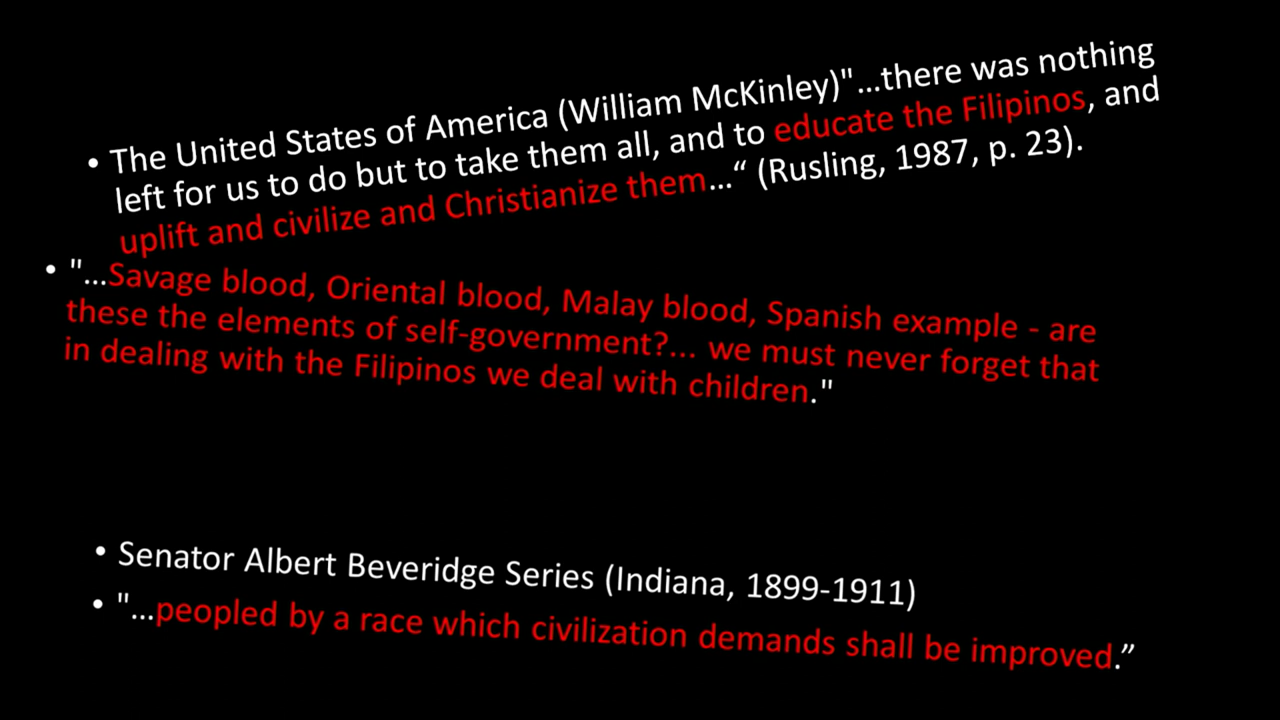 • The United States of America (William McKinley)"...there was nothing
left for us to do but to take them all, and to educate the Filipinos, and
uplift and civilize and Christianize them...“ (Rusling, 1987, p. 23).
• "...Savage blood, Oriental blood, Malay blood, Spanish example - are
these the elements of self-government?... we must never forget that
in dealing with the Filipinos we deal with children."
• Senator Albert Beveridge Series (Indiana, 1899-1911)
• "...peopled by a race which civilization demands shall be improved.”